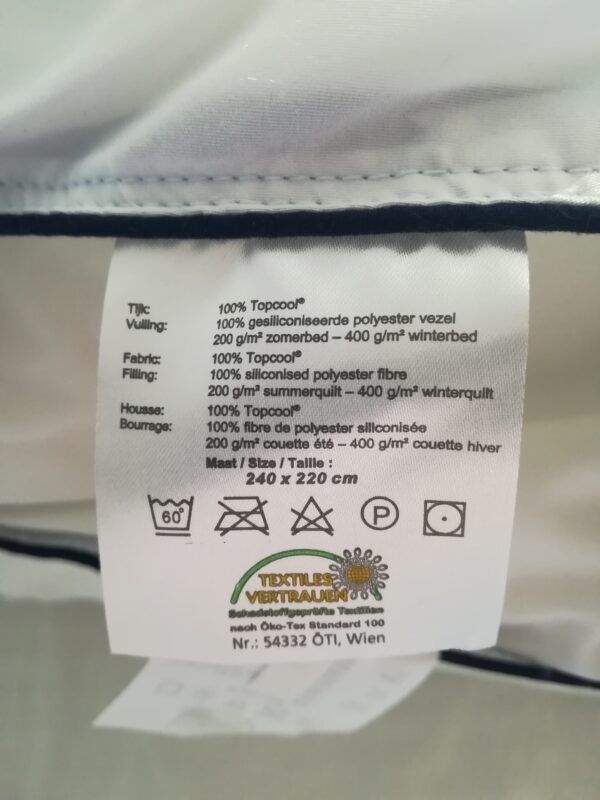 Tijk: 100% Topcool®
Vulling: 100% gesiliconiseerde polyester vezel
200 g/m² zomerbed – 400 g/m² winterbed
Fabric: 100% Topcool®
Filling: 100% siliconised polyester fibre
200 g/m² summerquilt – 400 g/m² winterquilt
Housse: 100% Topcool®
Bourrage: 100% fibre de polyester siliconisée
200 g/m² couette été – 400 g/m² couette hiver
Maat / Size / Taille :
240 x 220 cm
60°
P
TEXTILES
VERTRAUEN
Schadstoffgeprüfte Textilien
nach Öko-Tex Standard 100
Nr.: 54332 ÖTI, Wien